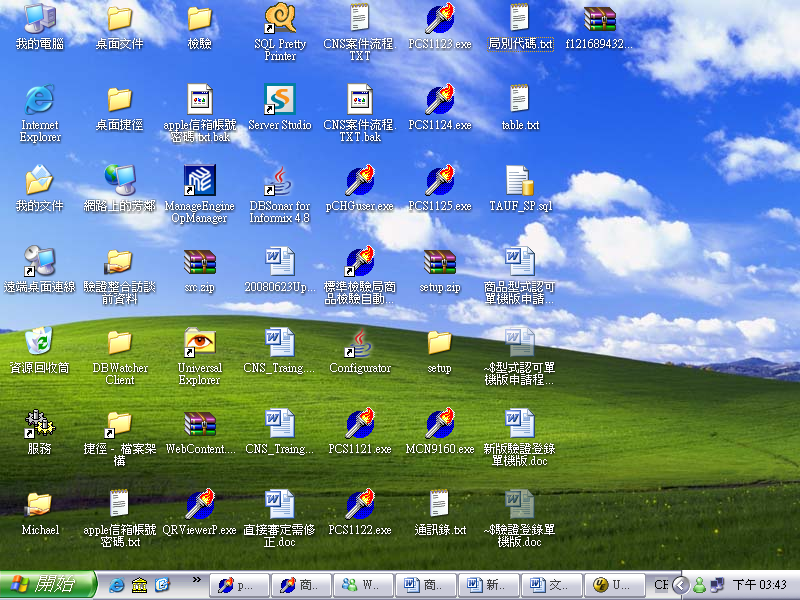 我的電腦
桌面文件
檢驗
SQL Pretty
Printer
CNS案件流程.
TXT
PCS1123.exe
局別代碼.txt
f121689432...
Internet
Explorer
桌面捷徑
apple信箱帳號
密碼.txt.bak
Server Studio
CNS案件流程.
TXT.bak
PCS1124.exe
table.txt
我的文件
網路上的芳鄰
ManageEngine
OpManager
DBSonar for
Informix 4.8
pCHGuser.exe
PCS1125.exe
TAUF_SP.sql
遠端桌面連線
驗證整合訪談
前資料
src.zip
20080623Up...
標準檢驗局商
品檢驗自動...
setup.zip
商品型式認可
單機版申請...
資源回收筒
DBWatcher
Client
Universal
Explorer
CNS_Traing....
Configurator
setup
~$型式認可單
機版申請程...
服務
捷徑 - 檔案架
構
WebContent....
CNS_Traing...
PCS1121.exe
MCN9160.exe
新版驗證登錄
單機版.doc
Michael
apple信箱帳號
密碼.txt
QRViewerP.exe
直接審定需修
正.doc
PCS1122.exe
通訊錄.txt
~$驗證登錄單
機版.doc
開始
p...
商...
W...
商...
新...
文...
U...
CH
下午 03:43